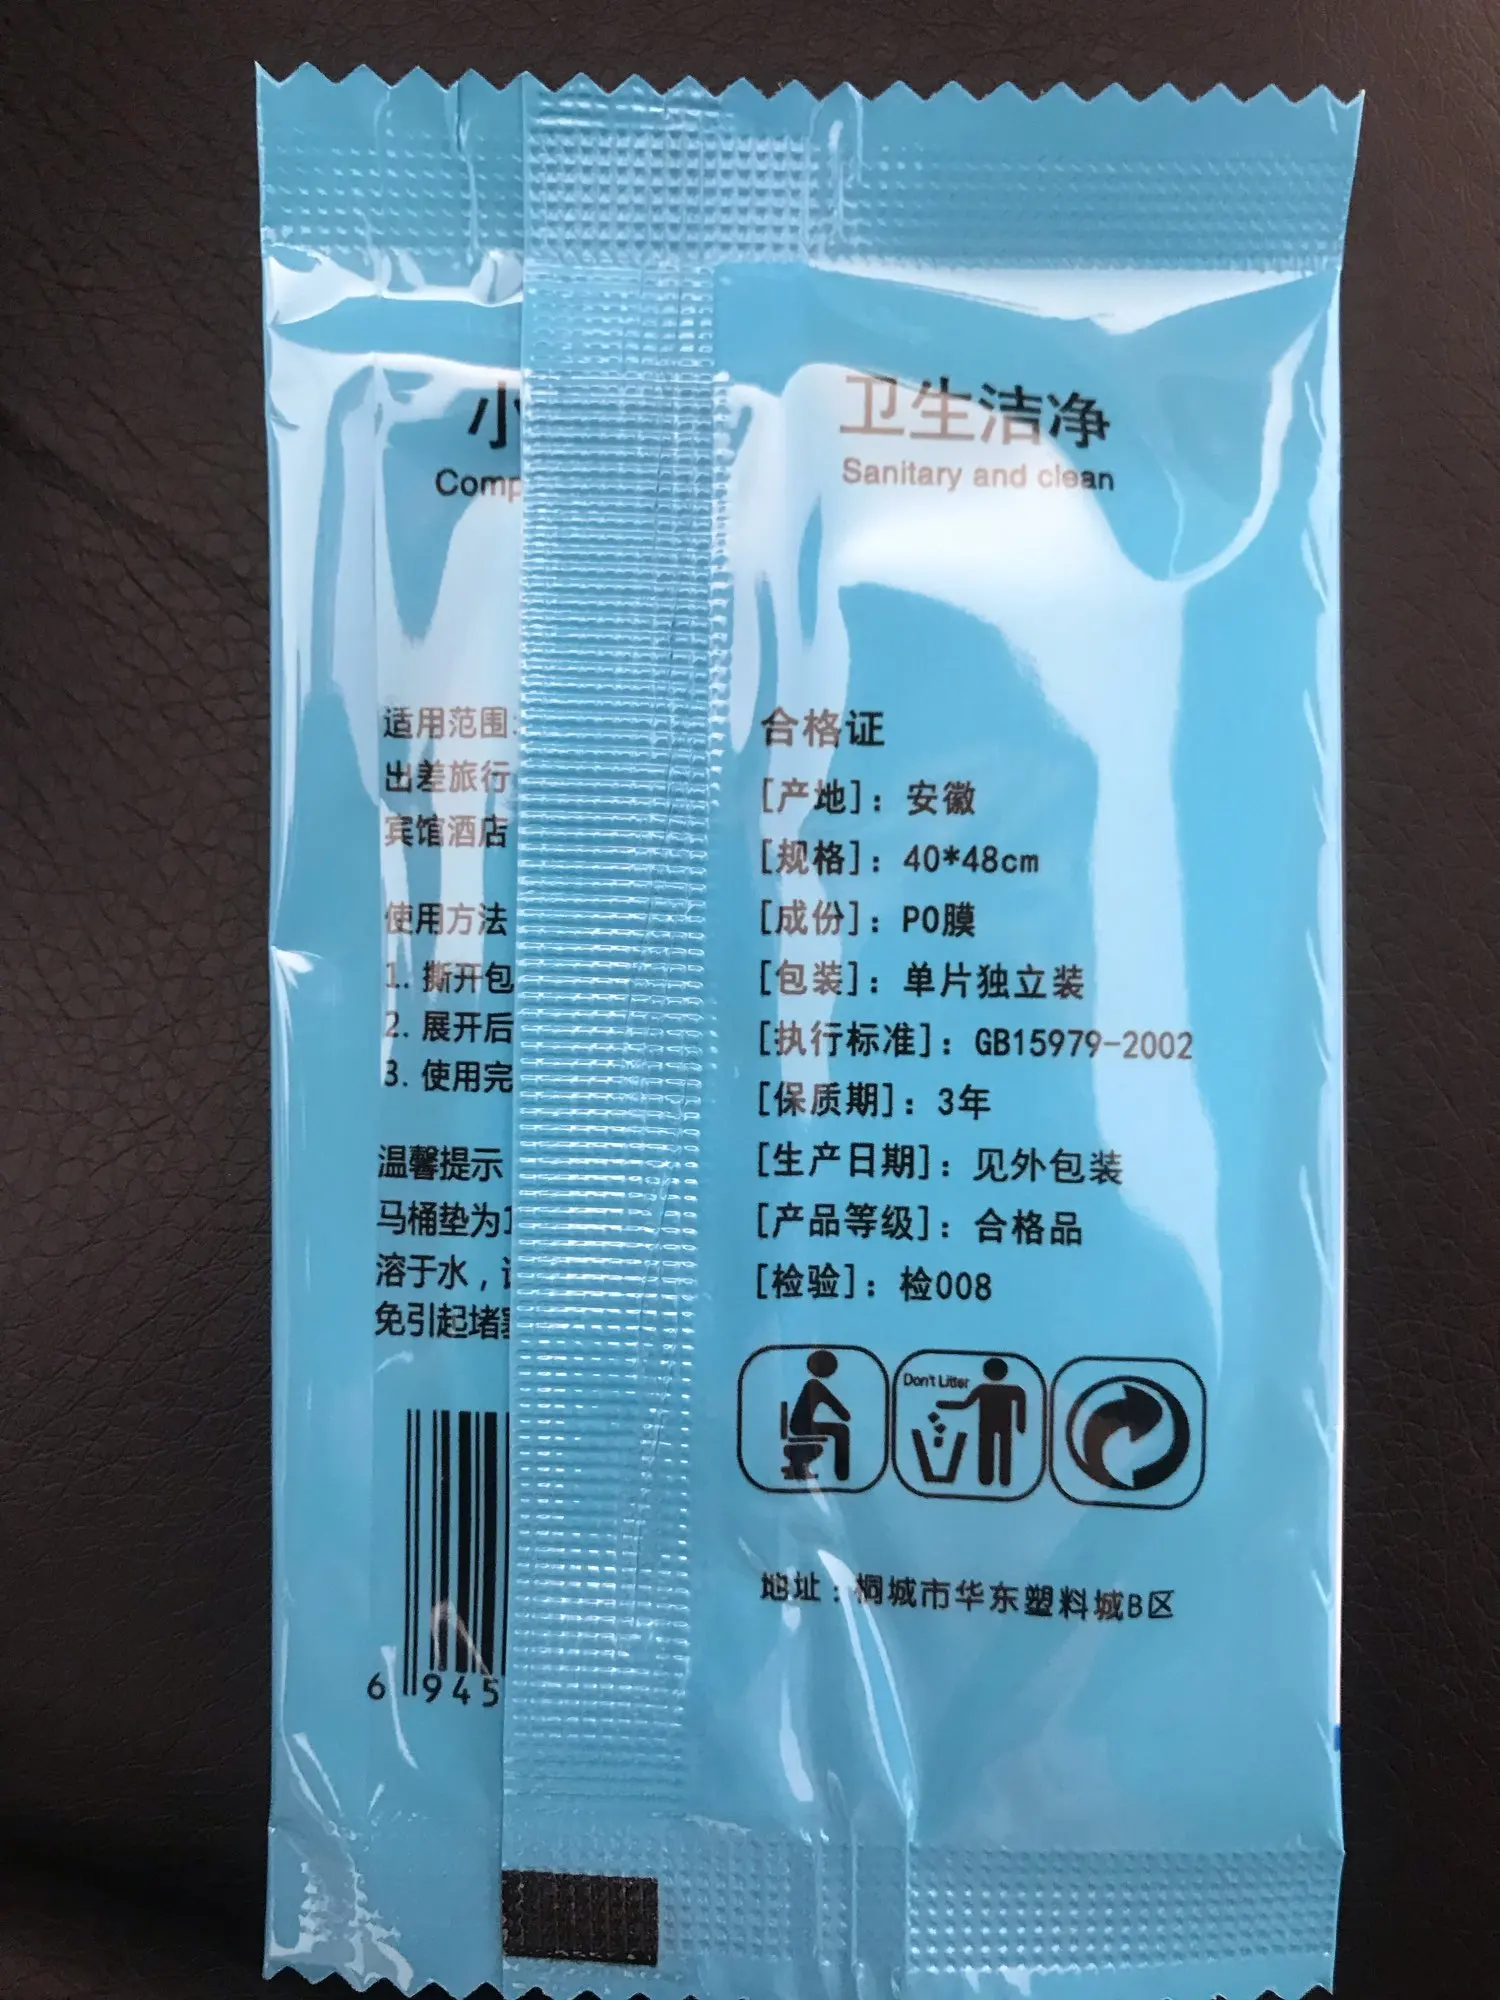 小
Comp
适用范围:
出差旅行
宾馆酒店
使用方法
1. 撕开包
2. 展开后
3. 使用完
温馨提示
马桶垫为1
溶于水，
免引起堵塞
6 945
卫生洁净
Sanitary and clean
合格证
[产地]: 安徽
[规格]: 40*48cm
[成份]: PO膜
[包装]: 单片独立装
[执行标准]: GB15979-2002
[保质期]: 3年
[生产日期]: 见外包装
[产品等级]: 合格品
[检验]: 检008
Don't Litter
地址:桐城市华东塑料城B区